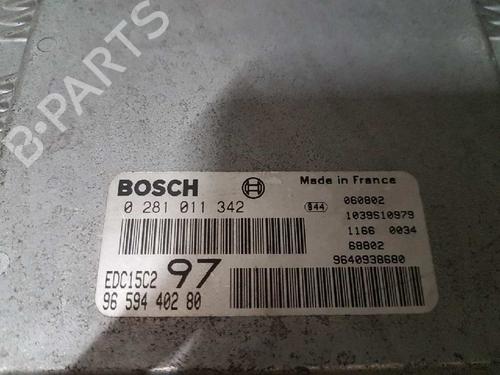 B-PARTS
BOSCH
Made in France
0 281 011 342
944
060802
1039S10979
1166 0034
68802
9640938680
EDC15C2 97
96 594 402 80